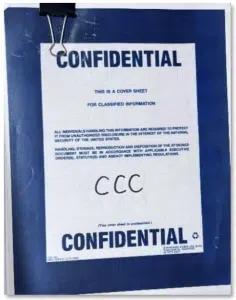 CONFIDENTIAL
THIS IS A COVER SHEET
FOR CLASSIFIED INFORMATION
ALL INDIVIDUALS HANDLING THIS INFORMATION ARE REQUIRED TO PROTECT
IT FROM UNAUTHORIZED DISCLOSURE IN THE INTEREST OF THE NATIONAL
SECURITY OF THE UNITED STATES.
HANDLING, STORAGE, REPRODUCTION AND DISPOSITION OF THE ATTACHED
DOCUMENT MUST BE IN ACCORDANCE WITH APPLICABLE EXECUTIVE
ORDER(S), STATUTE(S) AND AGENCY IMPLEMENTING REGULATIONS.
CCC
(This cover sheet is unclassified.)
CONFIDENTIAL